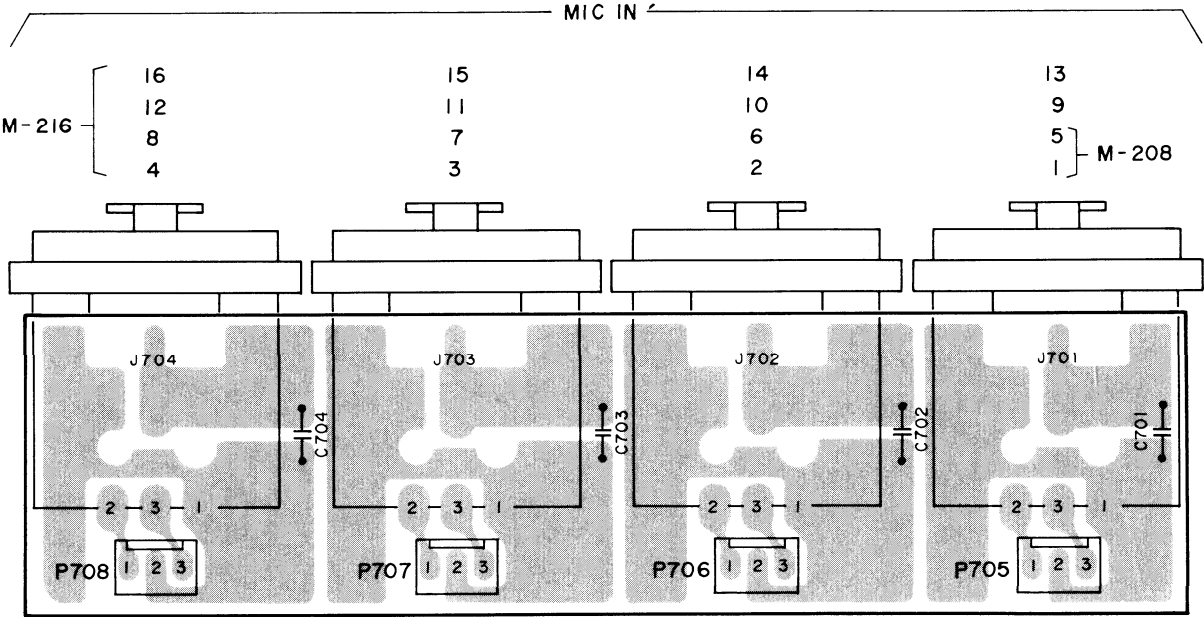 MIC IN
16 15 14 13
12 11 10 9
M-216 8 7 6 5
4 3 2 1 M-208
J704 J703 J702 J701
C704 C703 C702 C701
2 3 1 2 3 1 2 3 1 2 3 1
P708 1 2 3 P707 1 2 3 P706 1 2 3 P705 1 2 3